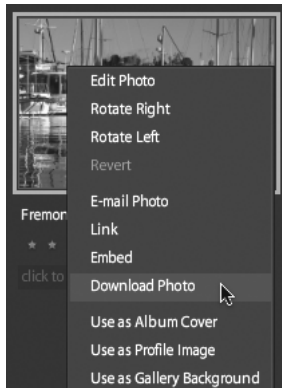 Edit Photo
Rotate Right
Rotate Left
Revert
E-mail Photo
Link
Embed
Download Photo
Use as Album Cover
Use as Profile Image
Use as Gallery Background
Fremon
click to